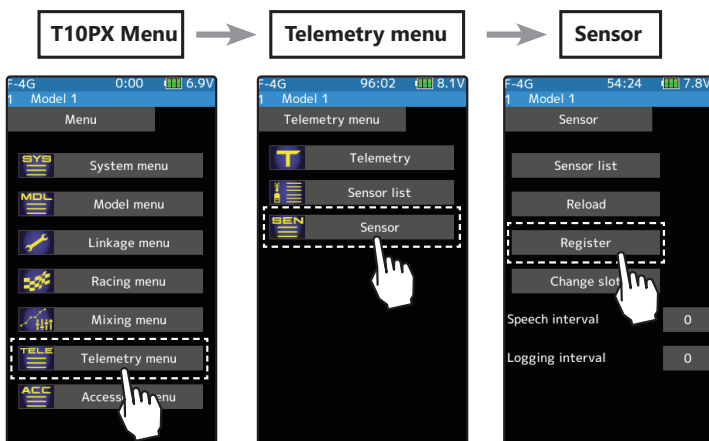 T10PX Menu
Telemetry menu
Sensor
F-4G 0:00 6.9V
1 Model 1
Menu
SYS System menu
MDL Model menu
Linkage menu
Racing menu
Mixing menu
TELE Telemetry menu
ACC
F-4G 96:02 8.1V
1 Model 1
Telemetry menu
T Telemetry
Sensor list
SEN Sensor
F-4G 54:24 7.8V
1 Model 1
Sensor
Sensor list
Reload
Register
Change slot
Speech interval 0
Logging interval 0